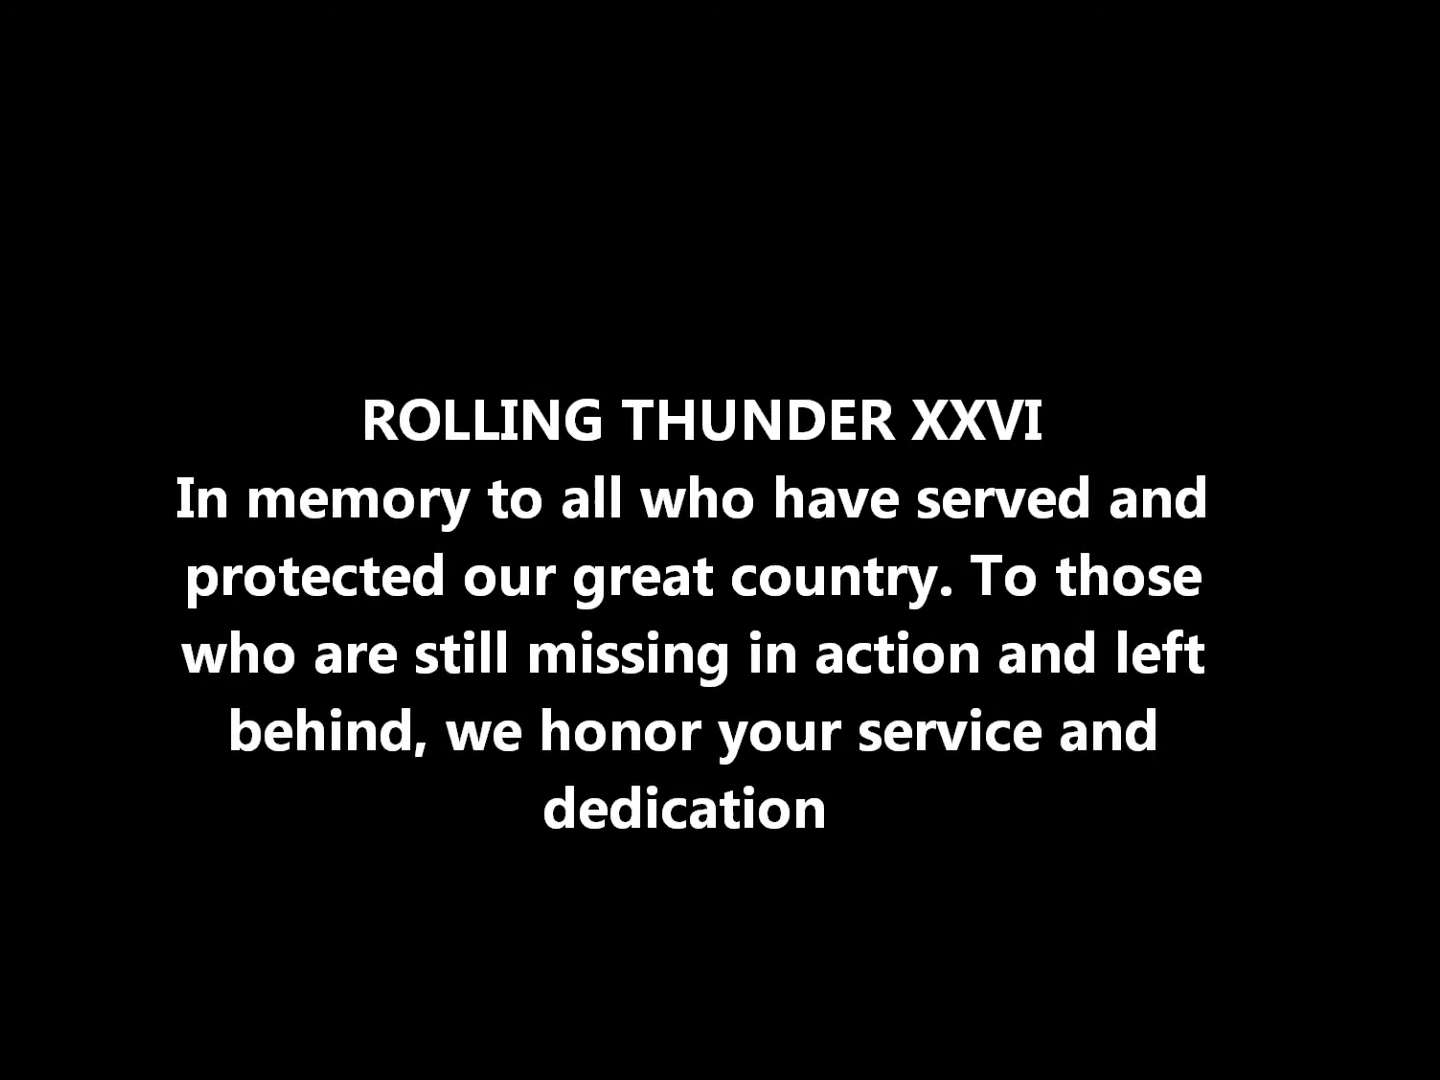 ROLLING THUNDER XXVI
In memory to all who have served and
protected our great country. To those
who are still missing in action and left
behind, we honor your service and
dedication